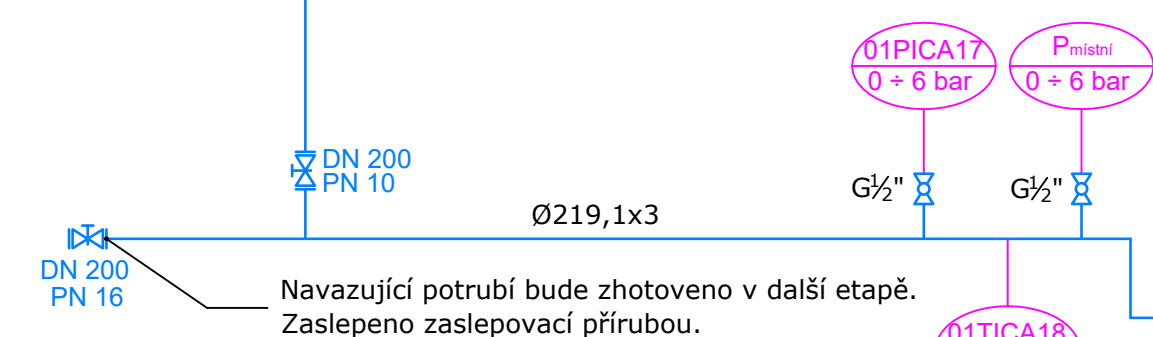 01PICA17
0 ÷ 6 bar
Pmístní
0 ÷ 6 bar
DN 200
PN 10
G½"
G½"
Ø219,1x3
DN 200
PN 16
Navazující potrubí bude zhotoveno v další etapě.
Zaslepeno zaslepovací přírubou.
01TICA18